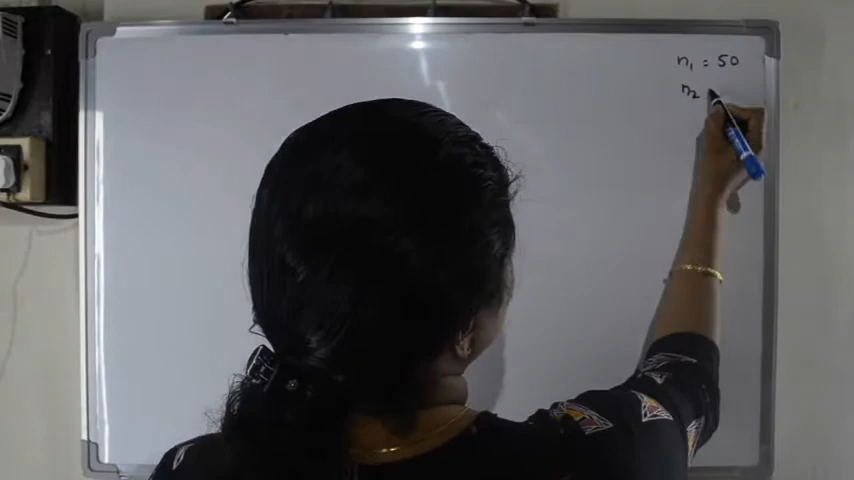 n₁ = 50
n₂